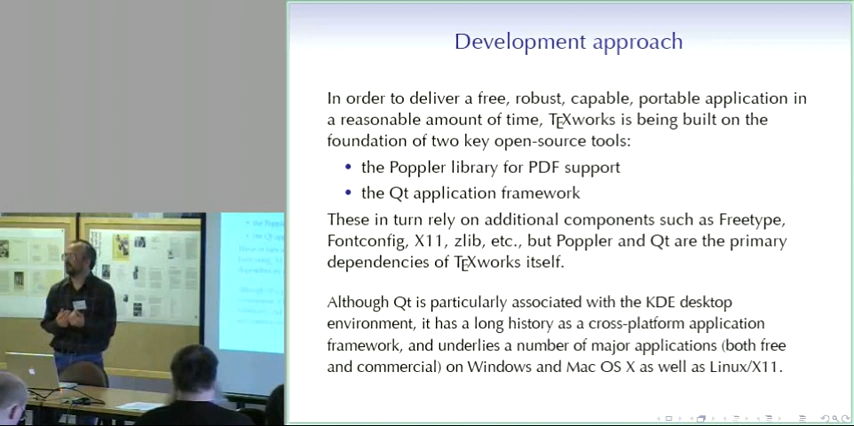 Development approach
In order to deliver a free, robust, capable, portable application in
a reasonable amount of time, TEXworks is being built on the
foundation of two key open-source tools:
• the Poppler library for PDF support
• the Qt application framework
These in turn rely on additional components such as Freetype,
Fontconfig, X11, zlib, etc., but Poppler and Qt are the primary
dependencies of TEXworks itself.
Although Qt is particularly associated with the KDE desktop
environment, it has a long history as a cross-platform application
framework, and underlies a number of major applications (both free
and commercial) on Windows and Mac OS X as well as Linux/X11.